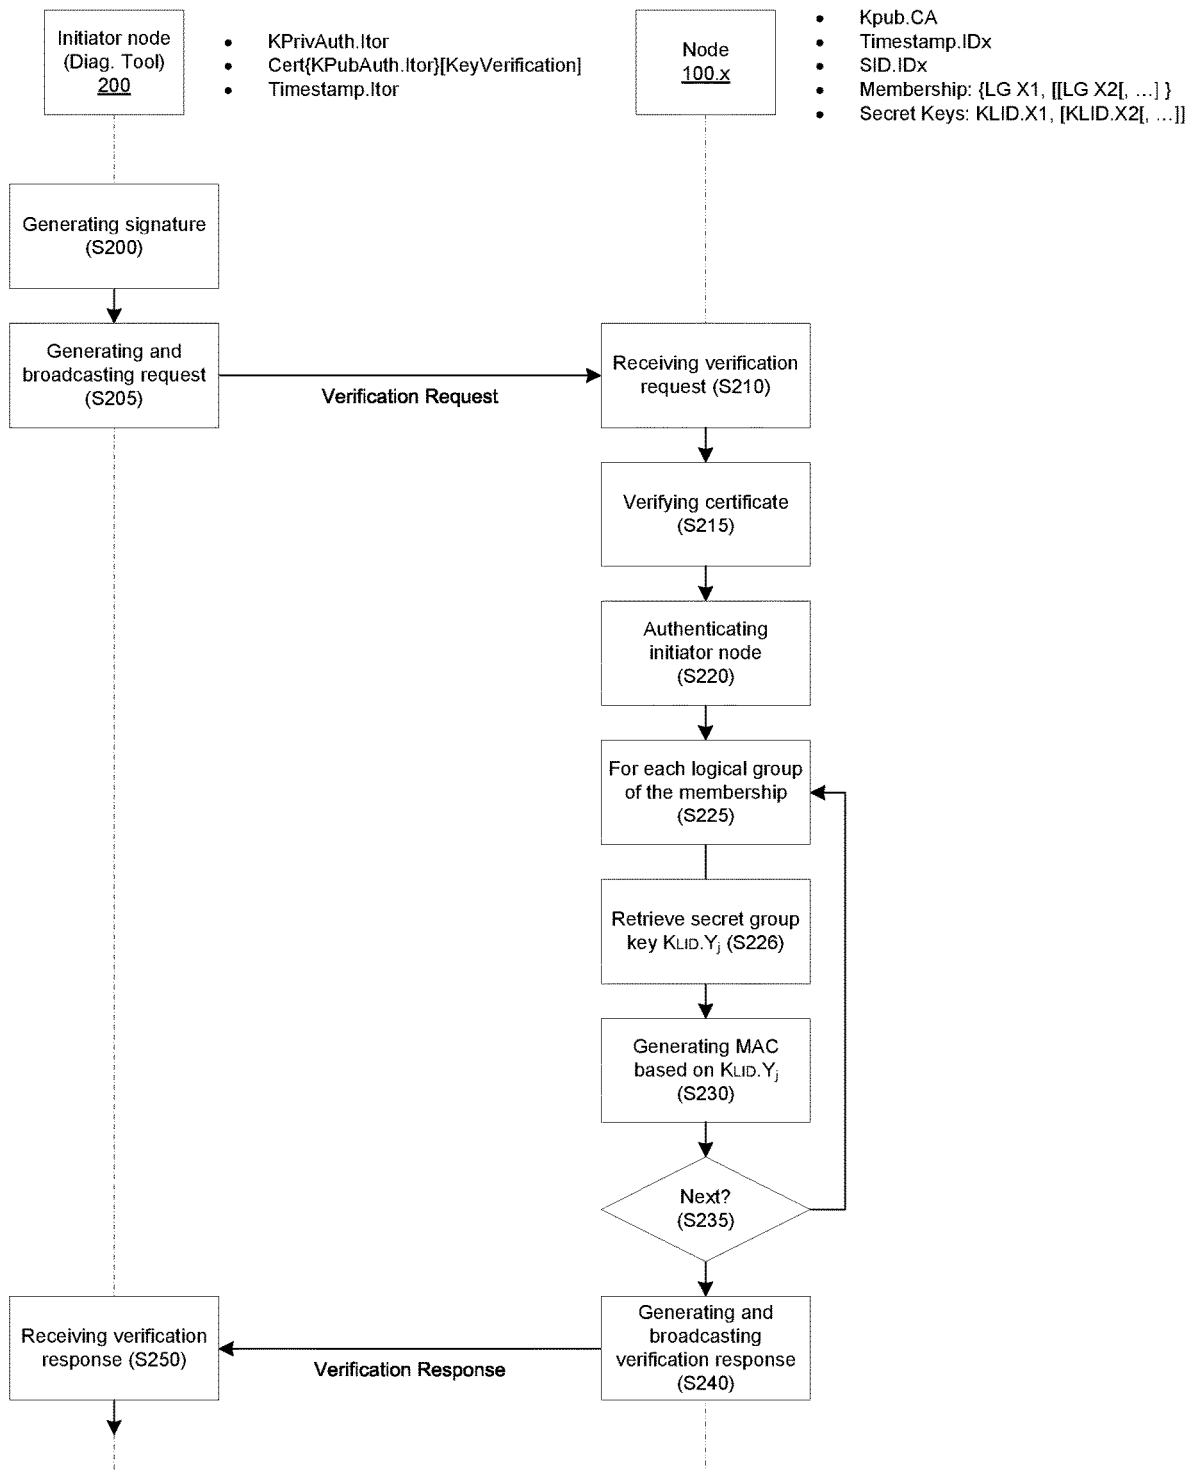 Initiator node
(Diag. Tool)
200
• KPrivAuth.Itor
• Cert{KPubAuth.Itor}[KeyVerification]
• Timestamp.Itor
Node
100.x
• Kpub.CA
• Timestamp.IDx
• SID.IDx
• Membership: {LG X1, [[LG X2[, …] }
• Secret Keys: KLID.X1, [KLID.X2[, …]]
Generating signature
(S200)
Generating and
broadcasting request
(S205)
Verification Request
Receiving verification
request (S210)
Verifying certificate
(S215)
Authenticating
initiator node
(S220)
For each logical group
of the membership
(S225)
Retrieve secret group
key KLID.Yj (S226)
Generating MAC
based on KLID.Yj
(S230)
Next?
(S235)
Generating and
broadcasting
verification response
(S240)
Verification Response
Receiving verification
response (S250)